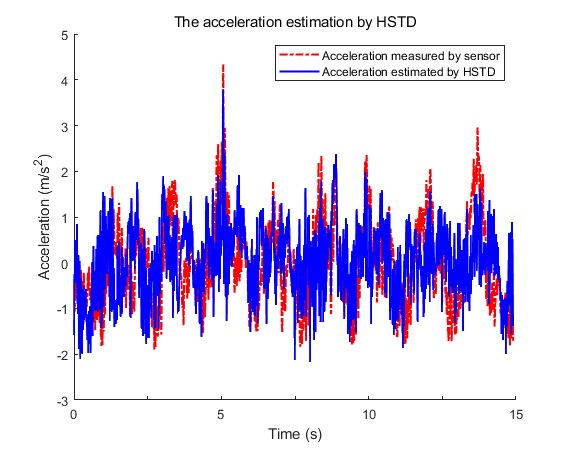 The acceleration estimation by HSTD
Acceleration measured by sensor
Acceleration estimated by HSTD
5
4
3
2
1
0
-1
-2
-3
Acceleration (m/s²)
0
5
10
15
Time (s)